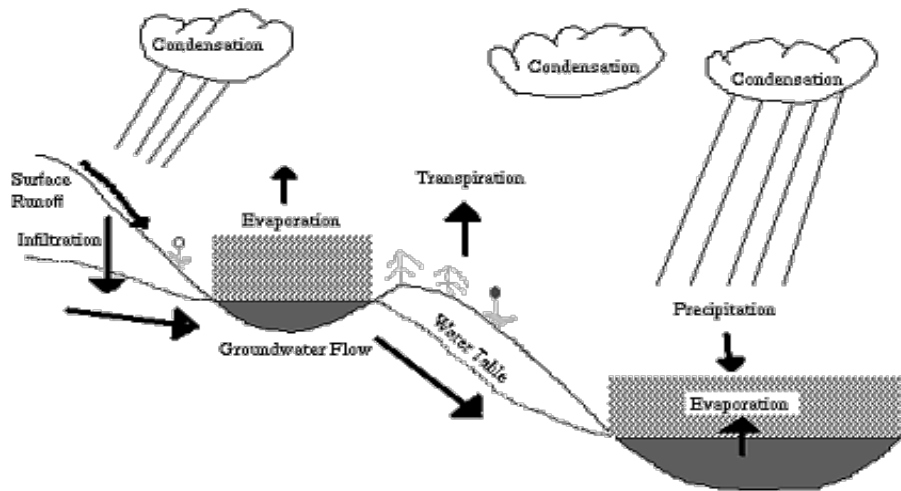 Condensation
Condensation
Condensation
Surface
Runoff
Transpiration
Evaporation
Infiltration
Precipitation
Groundwater Flow
Water Table
Evaporation